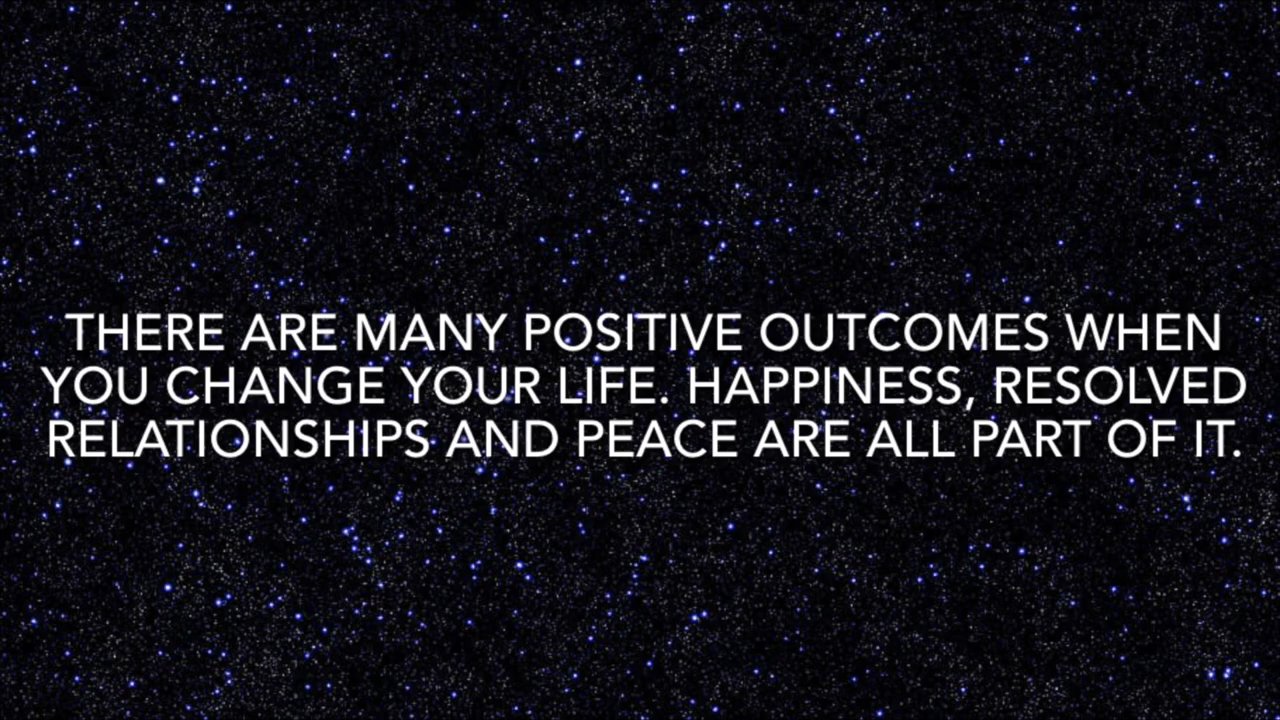 THERE ARE MANY POSITIVE OUTCOMES WHEN
YOU CHANGE YOUR LIFE. HAPPINESS, RESOLVED
RELATIONSHIPS AND PEACE ARE ALL PART OF IT.